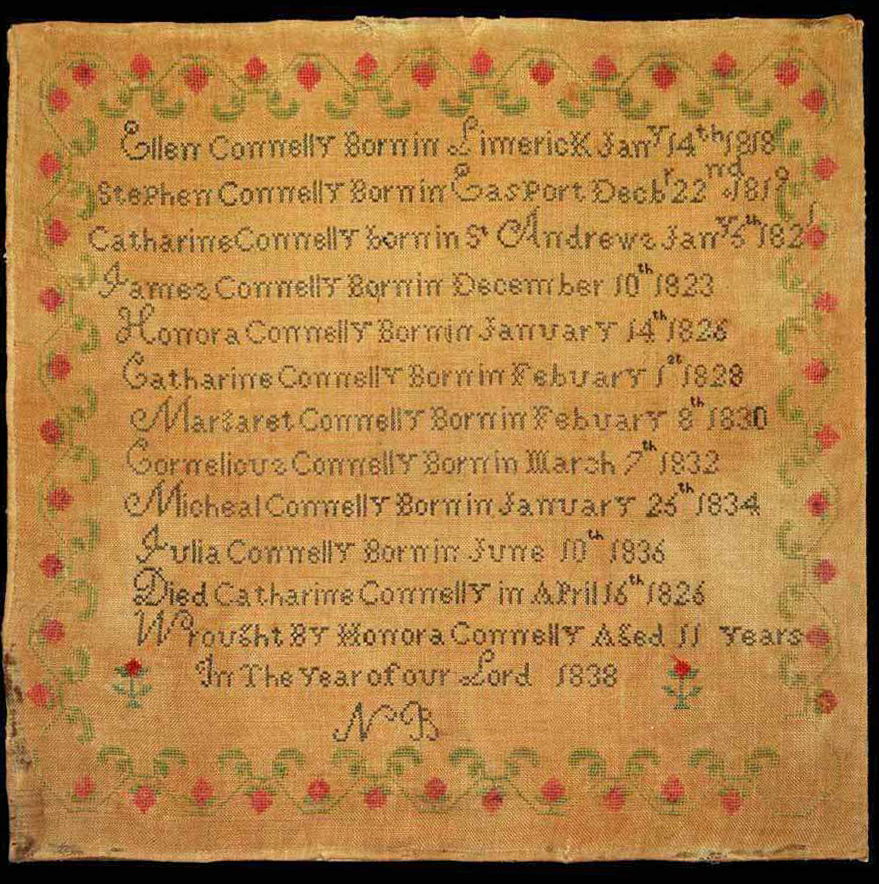 Ellen Connelly Born in Limerick Janʸ 14ᵗʰ 1818
Stephen Connelly Born in Easport Decbʳ 22ⁿᵈ
Catharine Connelly born in Sᵗ Andrews Janʸ 5ᵗʰ 1821
James Connelly Born in December 10ᵗʰ 1823
Honora Connelly Born in January 14ᵗʰ 1826
Catharine Connelly Born in Febuary 1ˢᵗ 1828
Margaret Connelly Born in Febuary 8ᵗʰ 1830
Cornelious Connelly Born in March 7ᵗʰ 1832
Micheal Connelly Born in January 26ᵗʰ 1834
Julia Connelly Born in June 10ᵗʰ 1836
Died Catharine Connelly in April 16ᵗʰ 1826
Wrought By Honora Connelly Aged 11 years
In The year of our Lord 1838
N B